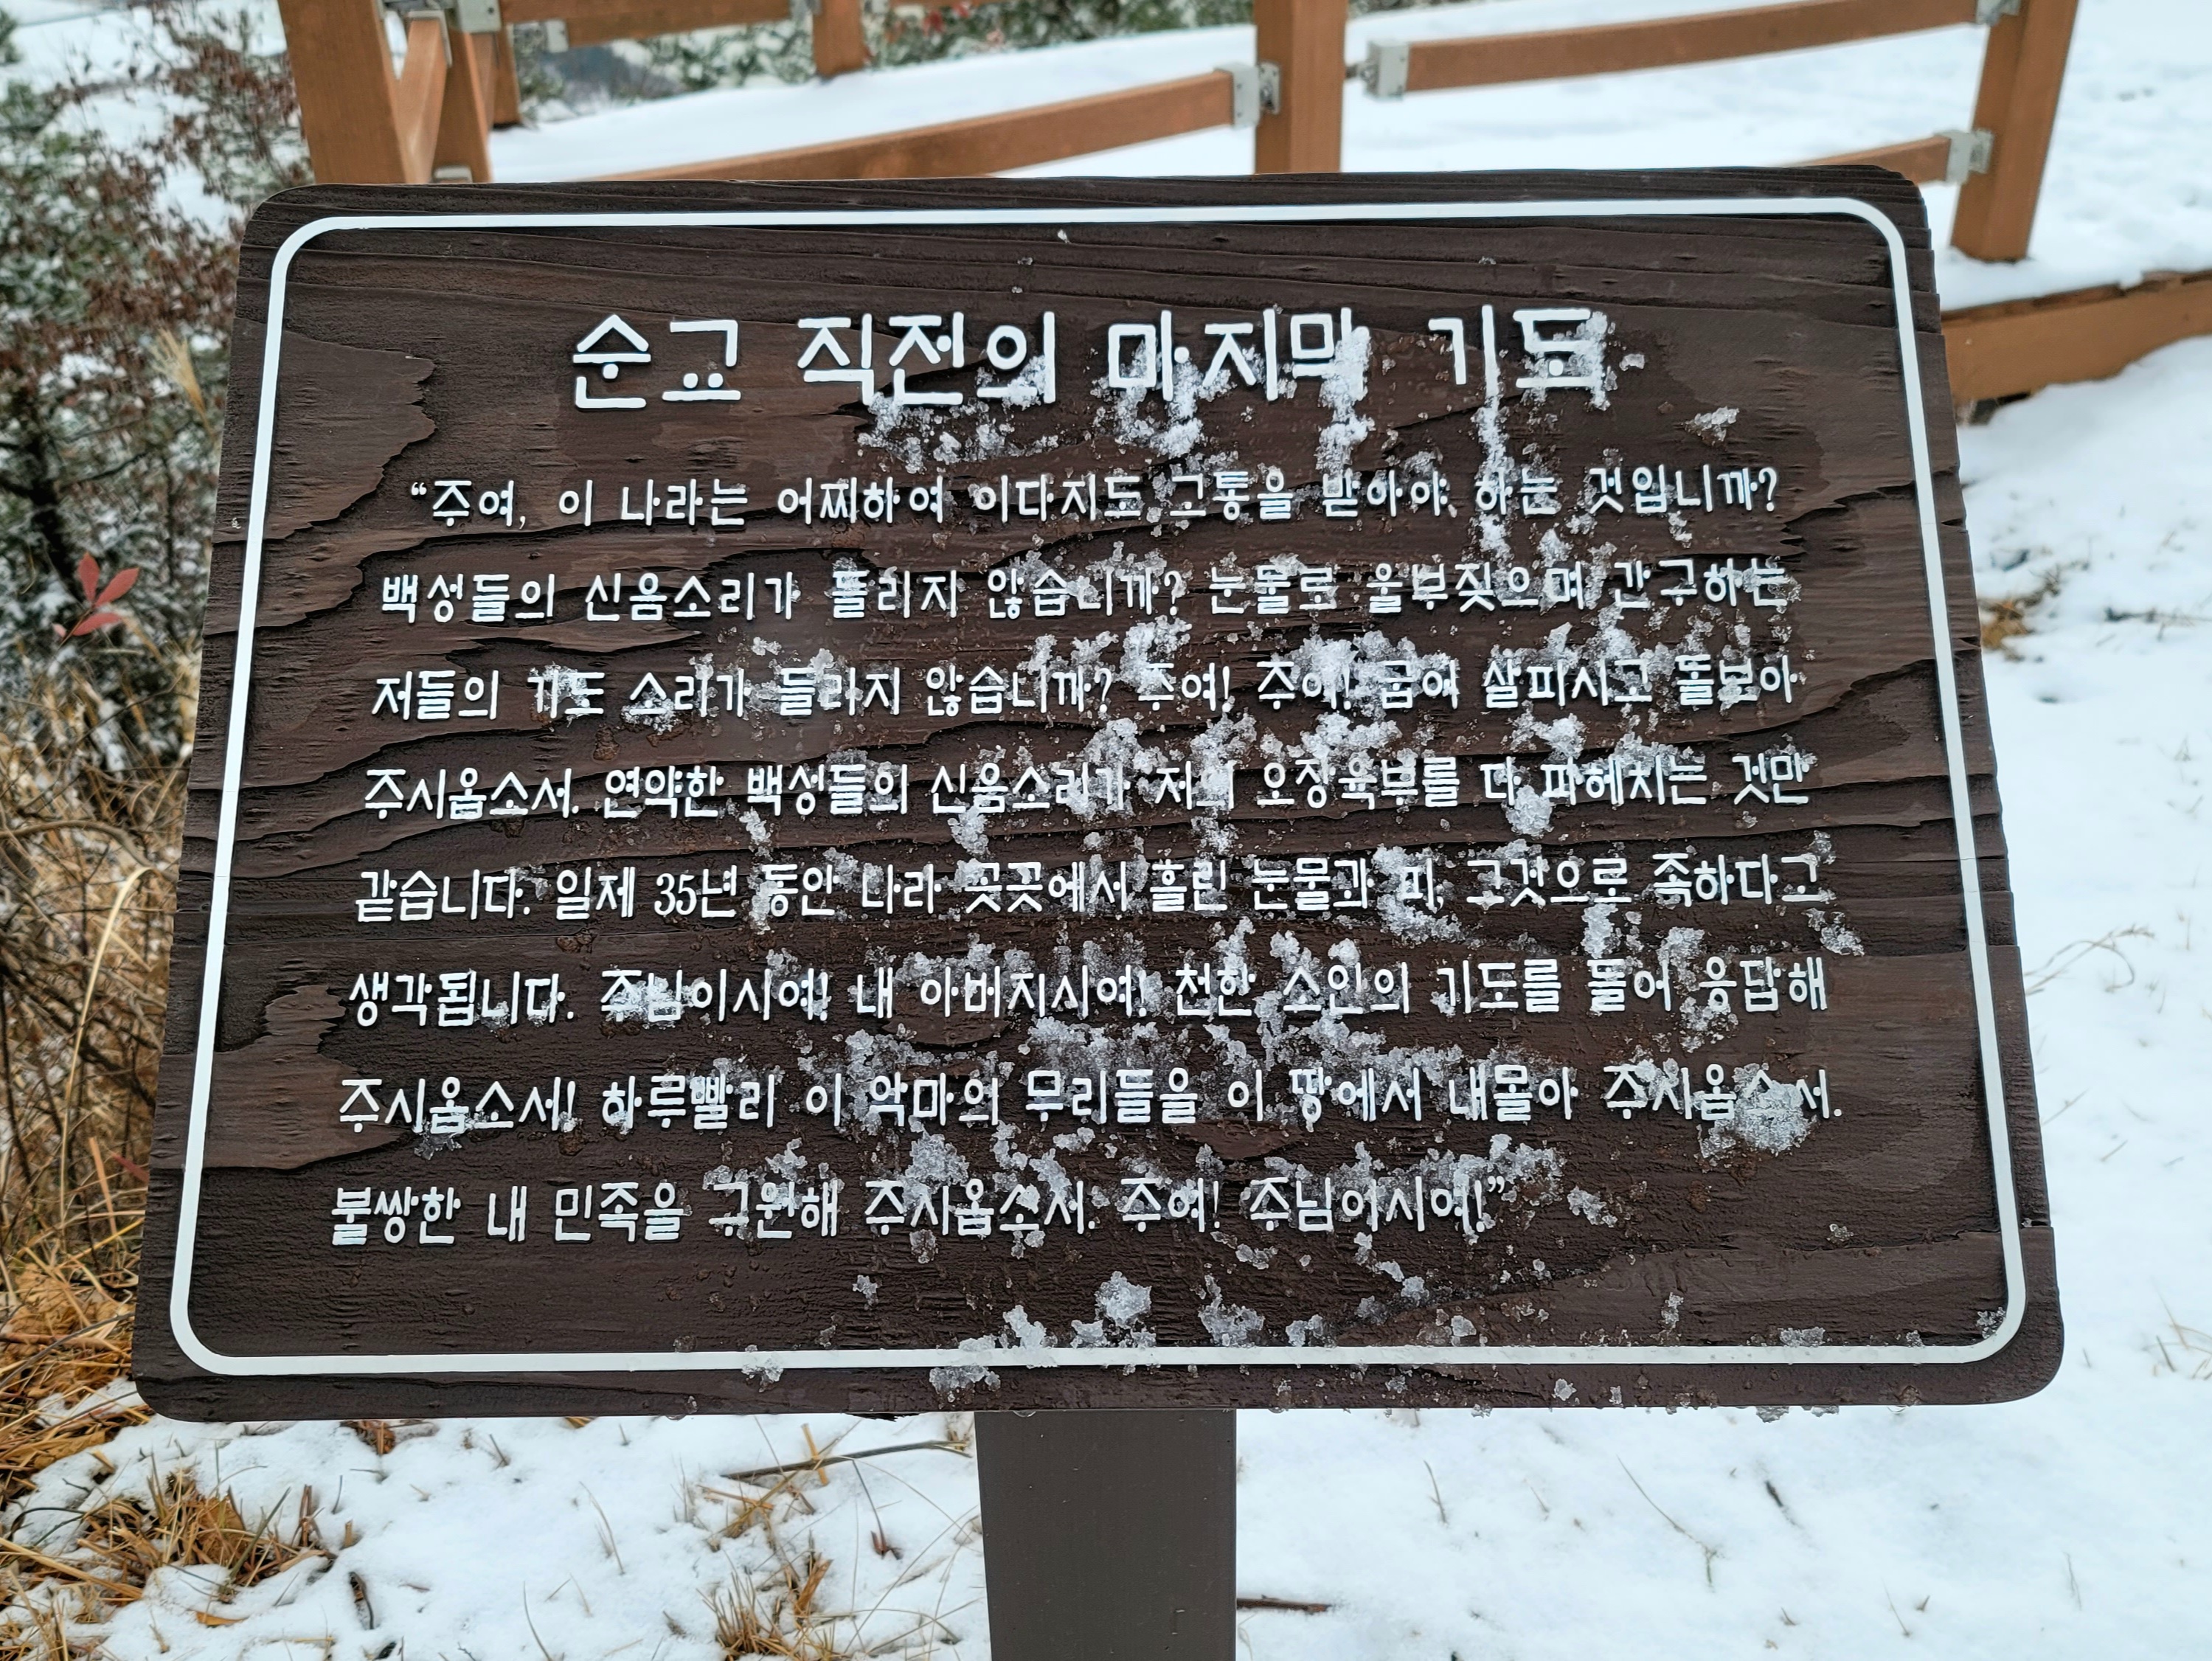 순교 직전의 마지막 기도
“주여, 이 나라는 어찌하여 이다지도 고통을 받아야 하는 것입니까?
백성들의 신음소리가 들리지 않습니까? 눈물로 울부짖으며 간구하는
저들의 기도 소리가 들리지 않습니까? 주여! 주여! 굽여 살피시고 돌보아
주시옵소서. 연약한 백성들의 신음소리가 저의 오장육부를 다 파헤치는 것만
같습니다. 일제 35년 동안 나라 곳곳에서 흘린 눈물과 피, 그것으로 족하다고
생각됩니다. 주님이시여! 내 아버지시여! 천한 소인의 기도를 들어 응답해
주시옵소서! 하루빨리 이 악마의 무리들을 이 땅에서 내몰아 주시옵소서.
불쌍한 내 민족을 구원해 주시옵소서. 주여! 주님이시여!”